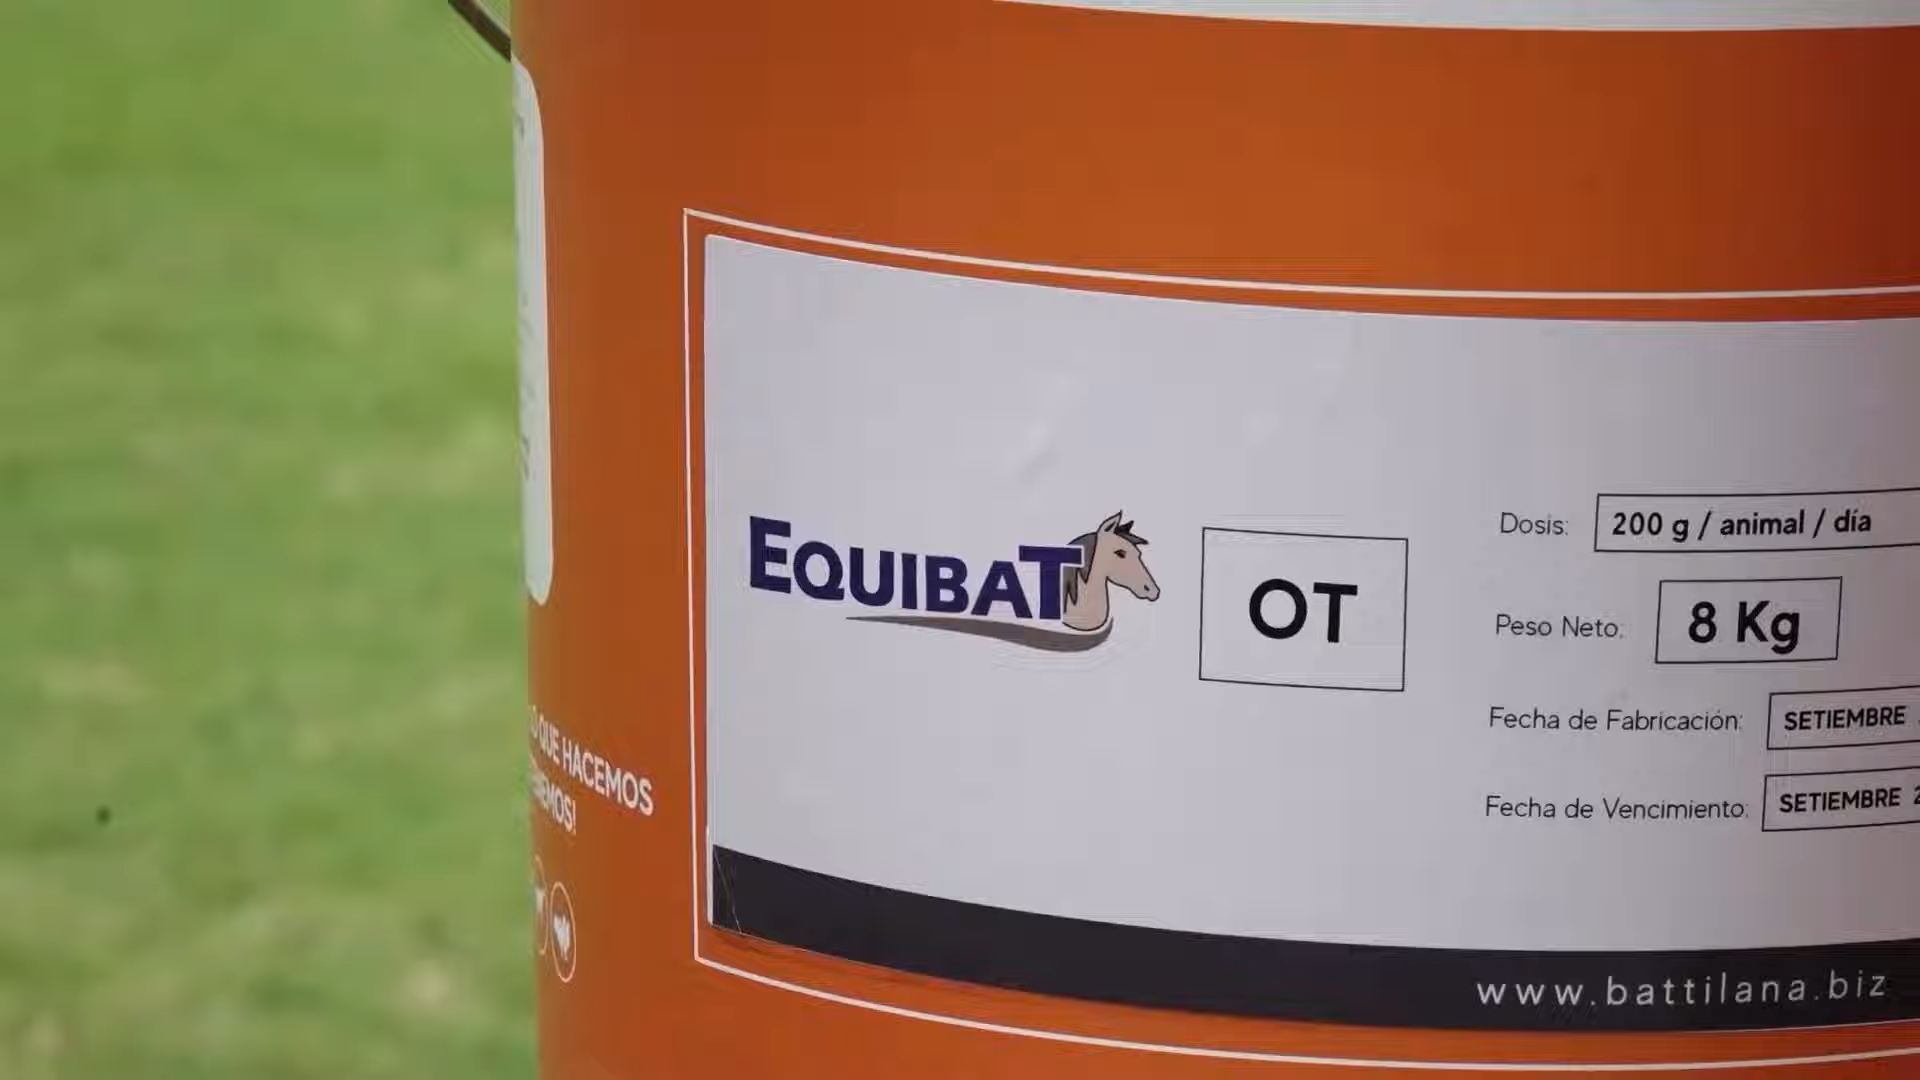 EQUIBAT
OT
Dosis: 200 g / animal / día
Peso Neto: 8 Kg
Fecha de Fabricación: SETIEMBRE
Fecha de Vencimiento: SETIEMBRE
QUE HACEMOS
www.battilana.biz